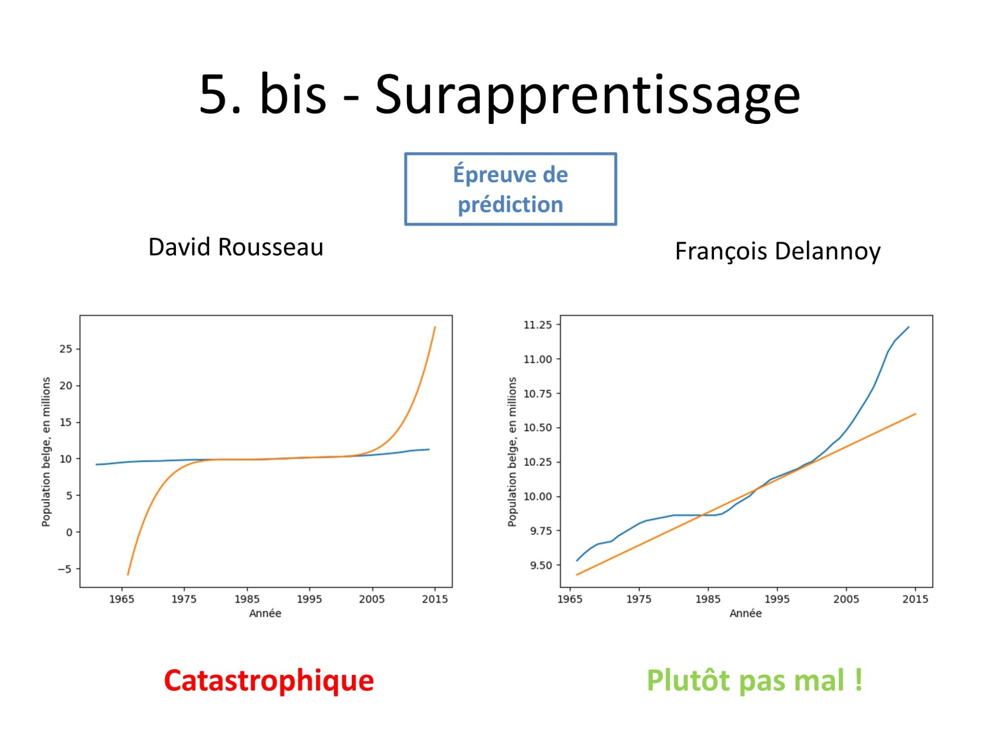 5. bis - Surapprentissage
Épreuve de
prédiction
David Rousseau
François Delannoy
25
20
15
10
5
0
−5
Population belge, en millions
1965 1975 1985 1995 2005 2015
Année
11.25
11.00
10.75
10.50
10.25
10.00
9.75
9.50
Population belge, en millions
1965 1975 1985 1995 2005 2015
Année
Catastrophique
Plutôt pas mal !